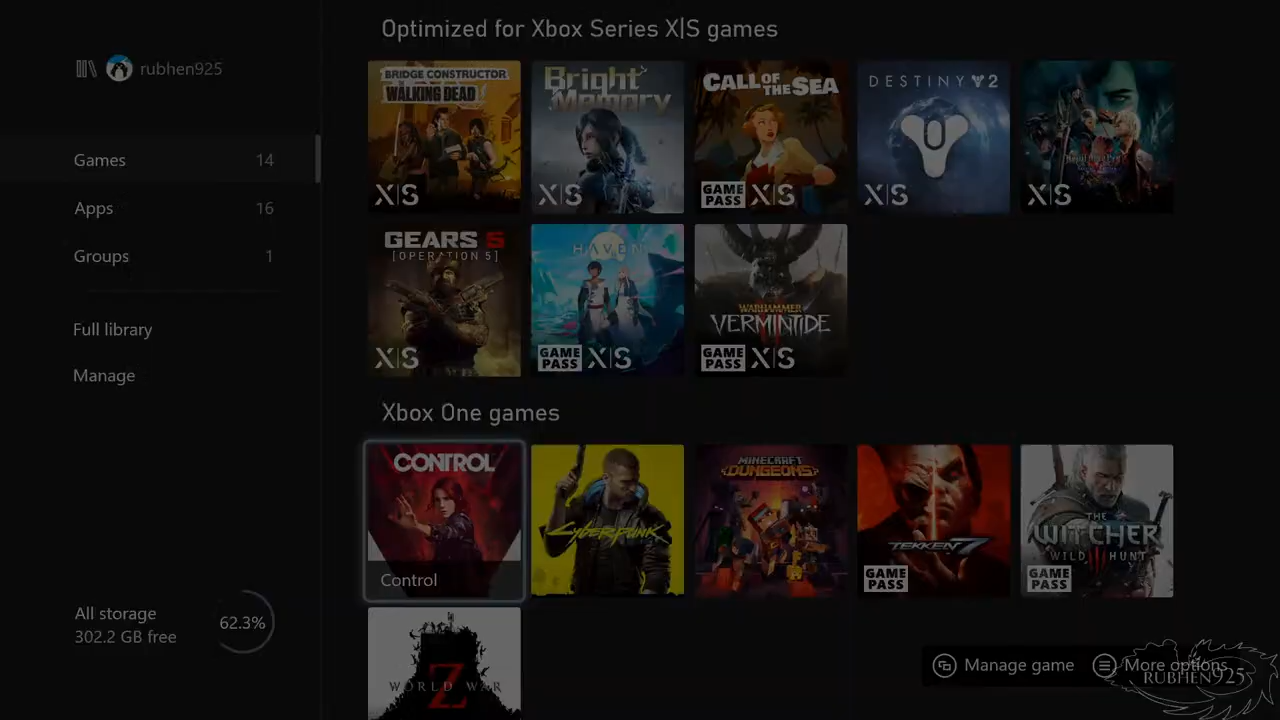 Optimized for Xbox Series X|S games
rubhen925
Games 14
Apps 16
Groups 1
Full library
Manage
All storage
302.2 GB free
62.3%
BRIDGE CONSTRUCTOR
WALKING DEAD
X|S
Bright
Memory
X|S
CALL OF THE SEA
GAME PASS X|S
DESTINY 2
X|S
X|S
GEARS 5
[OPERATION 5]
X|S
HAVEN
GAME PASS X|S
WARHAMMER
VERMINTIDE
GAME PASS X|S
Xbox One games
CONTROL
Control
CYBERPUNK
MINECRAFT
DUNGEONS
TEKKEN 7
GAME PASS
THE
WITCHER
WILD HUNT
GAME PASS
WORLD WAR
Z
Manage game
More options
RUBHEN925